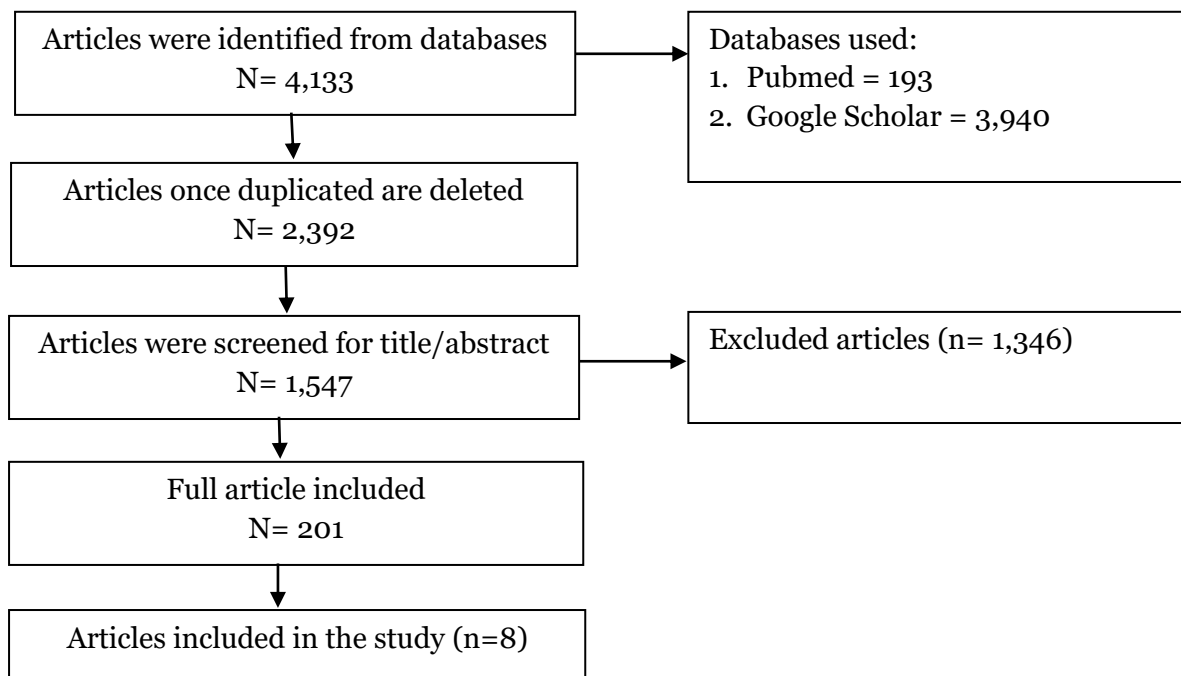 Articles were identified from databases
N= 4,133
Databases used:
1. Pubmed = 193
2. Google Scholar = 3,940
Articles once duplicated are deleted
N= 2,392
Articles were screened for title/abstract
N= 1,547
Excluded articles (n= 1,346)
Full article included
N= 201
Articles included in the study (n=8)